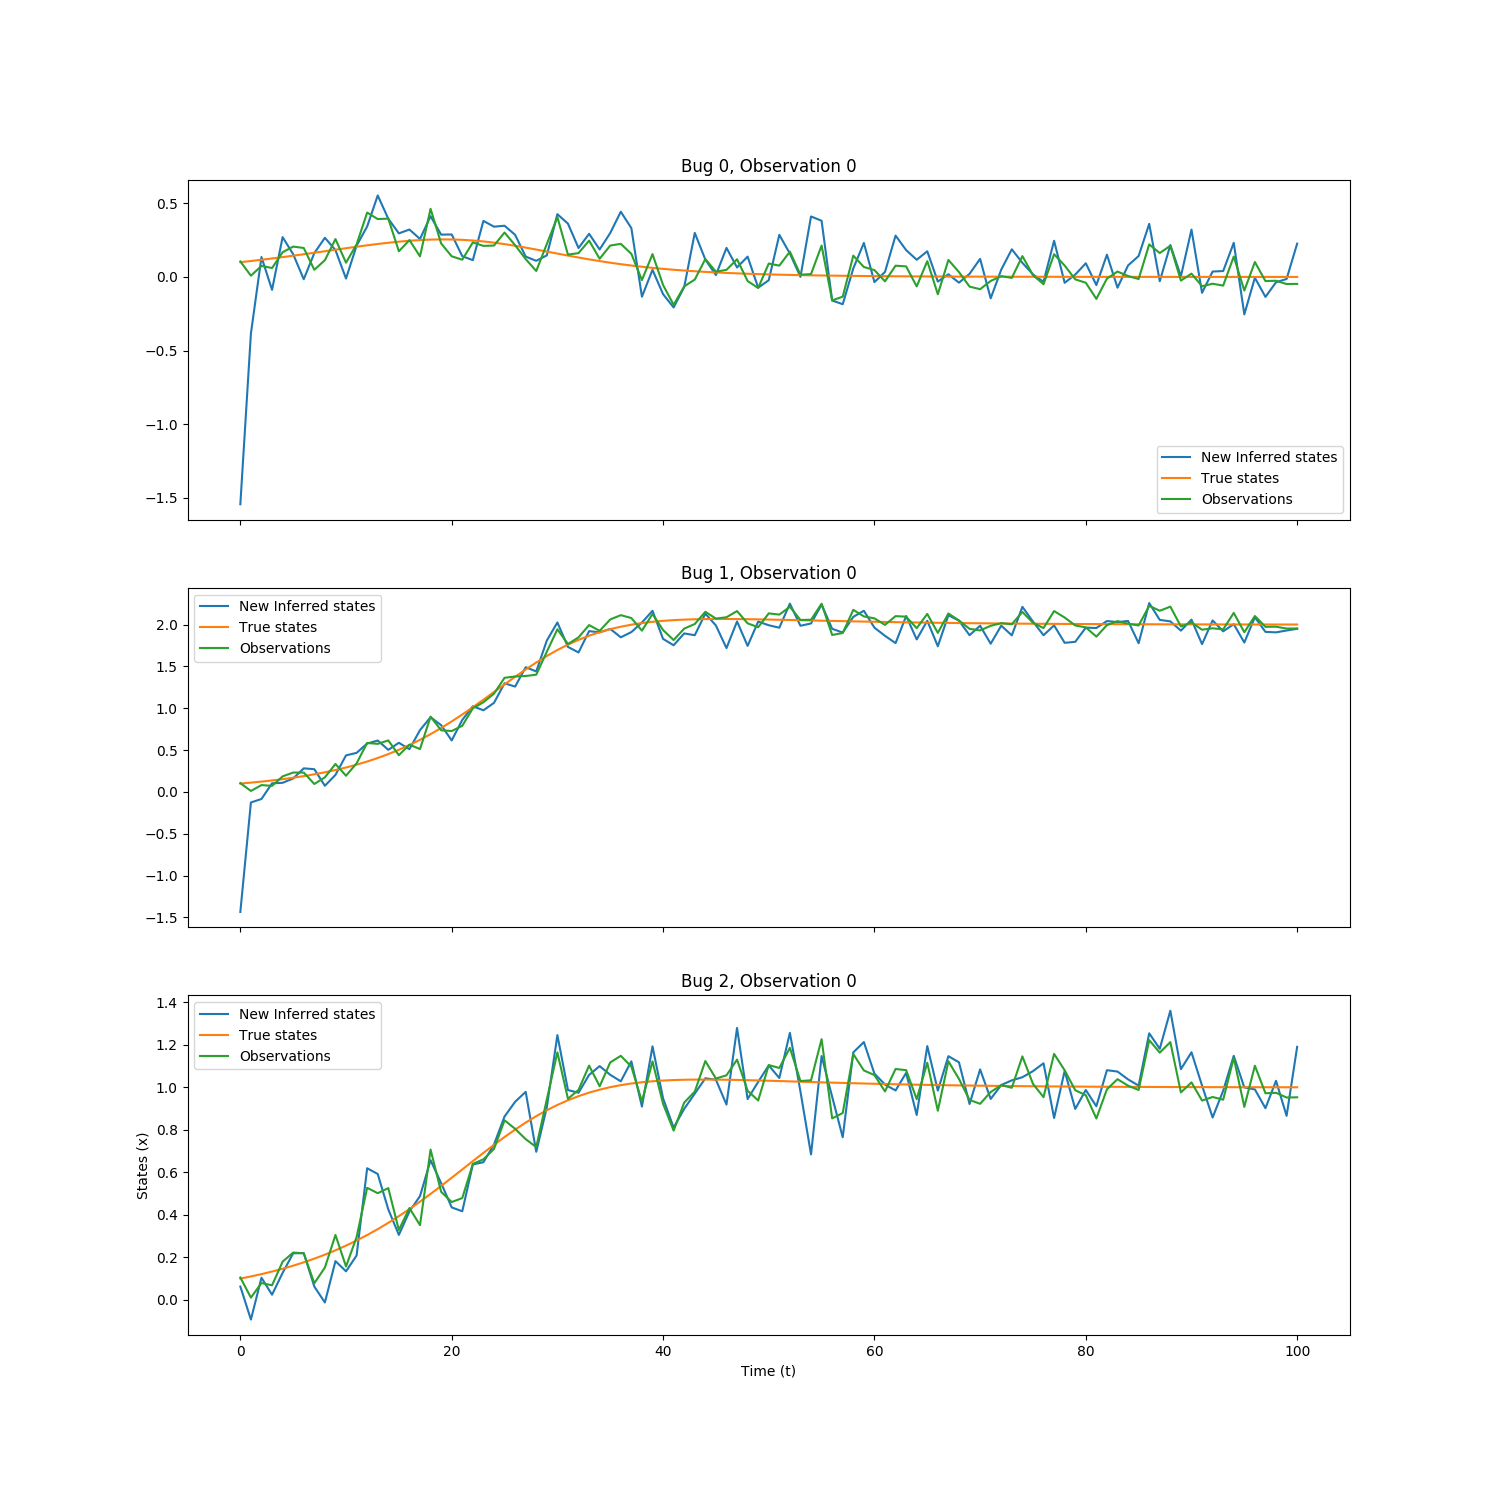 Bug 0, Observation 0
0.5
0.0
−0.5
−1.0
−1.5
New Inferred states
True states
Observations
Bug 1, Observation 0
2.0
1.5
1.0
0.5
0.0
−0.5
−1.0
−1.5
New Inferred states
True states
Observations
Bug 2, Observation 0
1.4
1.2
1.0
0.8
0.6
0.4
0.2
0.0
New Inferred states
True states
Observations
States (x)
0 20 40 60 80 100
Time (t)